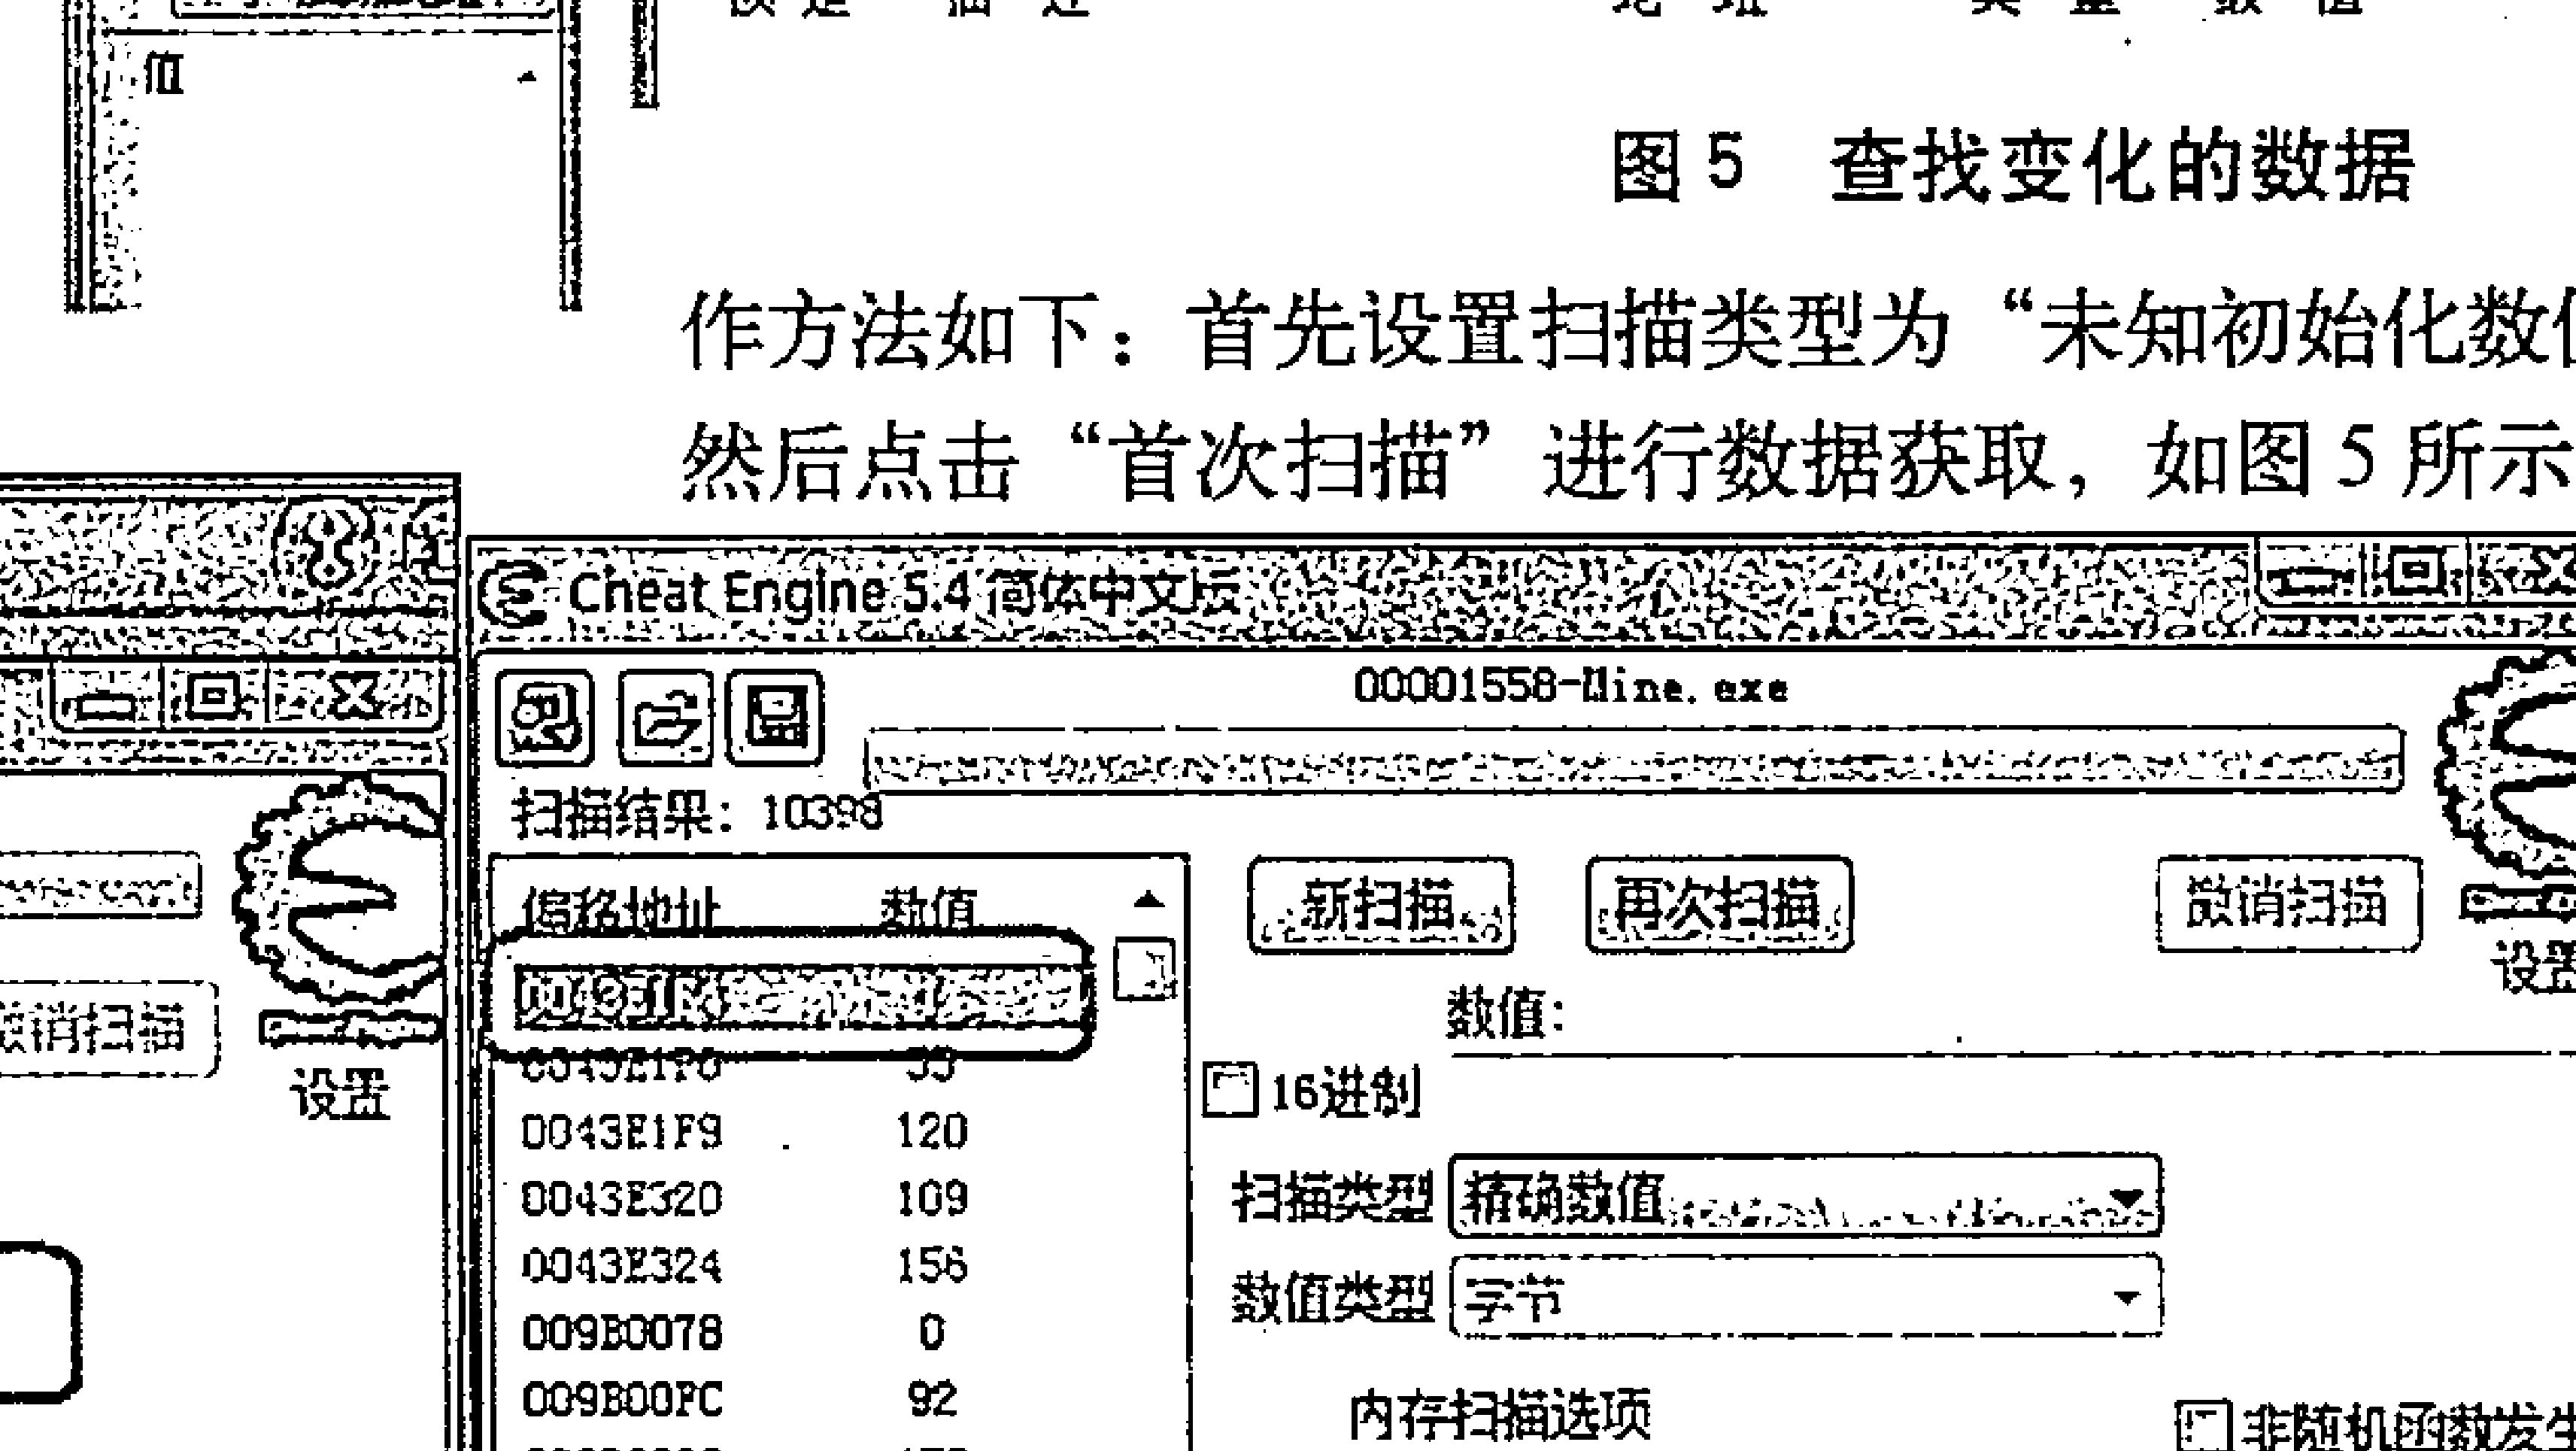 值
图 5 查找变化的数据
作方法如下：首先设置扫描类型为“未知初始化数值
然后点击“首次扫描”进行数据获取，如图 5 所示
Cheat Engine 5.4 简体中文版
00001558-Mine.exe
扫描结果：10398
偏移地址 数值
新扫描 再次扫描 撤销扫描
设置
数值：
撤销扫描
设置
16进制
0043E1F9 120
0043E320 109
扫描类型 精确数值
0043E324 156
数值类型 字节
009B0078 0
009B00FC 92
内存扫描选项
非随机函数发生